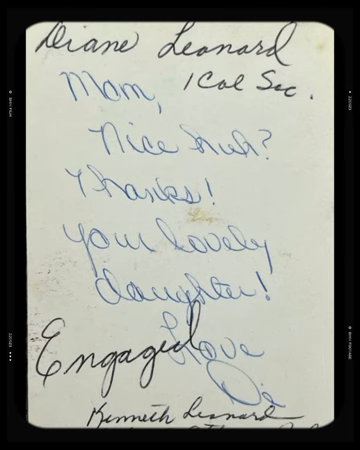 Diane Leonard
1 Col Sec.
Mom,
Nice huh?
Thanks!
your lovely
daughter!
Love
Engaged
Di
Kenneth Leonard